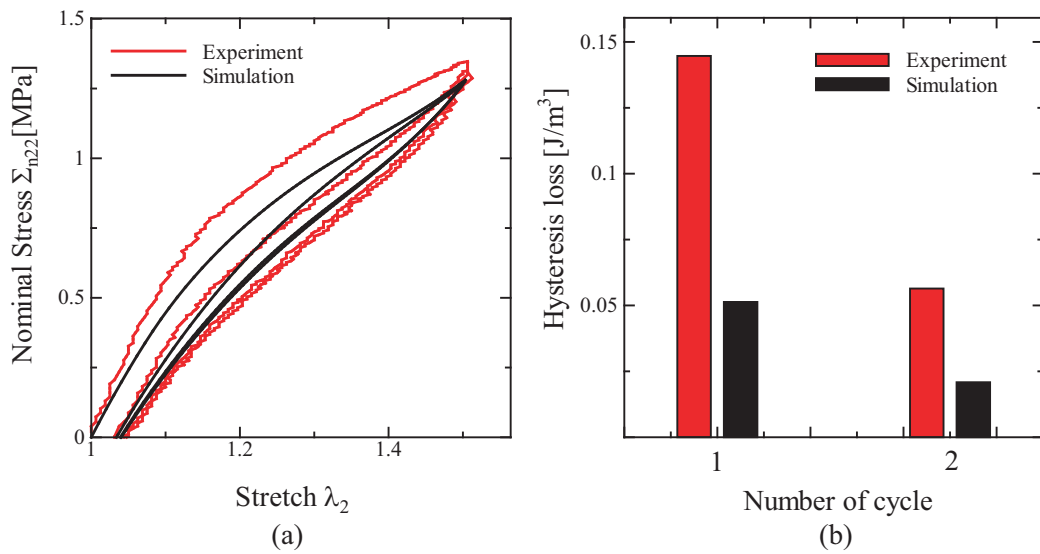 1.5
Experiment
Simulation
1
0.5
0
1
1.2
1.4
Nominal Stress Σn22[MPa]
Stretch λ2
(a)
0.15
Experiment
Simulation
0.1
0.05
0
1
2
Hysteresis loss [J/m³]
Number of cycle
(b)